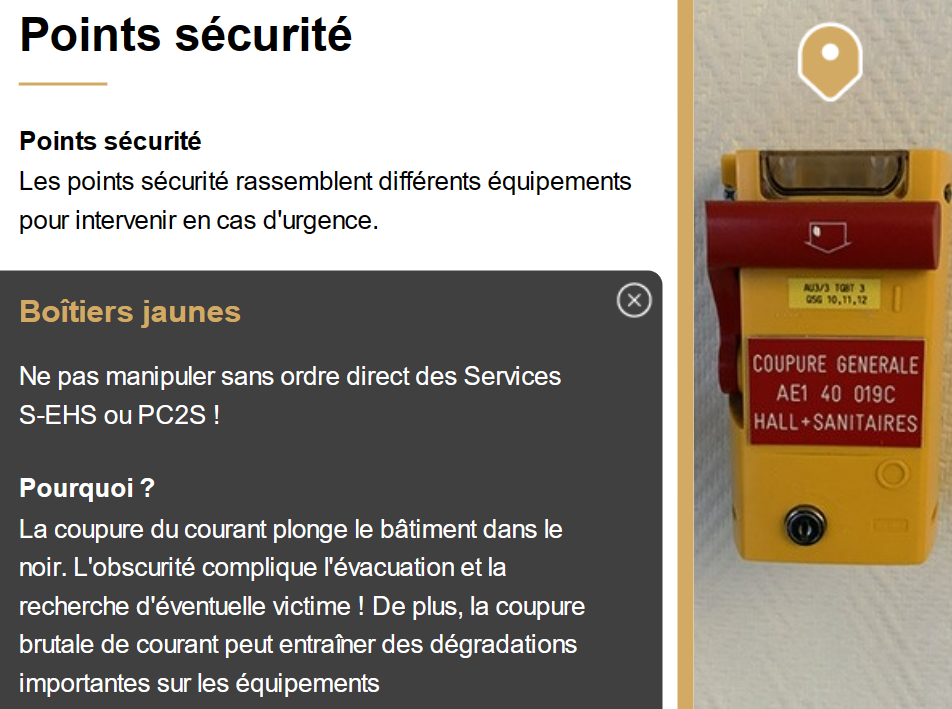 Points sécurité
Points sécurité
Les points sécurité rassemblent différents équipements
pour intervenir en cas d'urgence.
Boîtiers jaunes
Ne pas manipuler sans ordre direct des Services
S-EHS ou PC2S !
Pourquoi ?
La coupure du courant plonge le bâtiment dans le
noir. L'obscurité complique l'évacuation et la
recherche d'éventuelle victime ! De plus, la coupure
brutale de courant peut entraîner des dégradations
importantes sur les équipements
AU3/3 TGBT 3
QSG 10,11,12
COUPURE GENERALE
AE1 40 019C
HALL+SANITAIRES